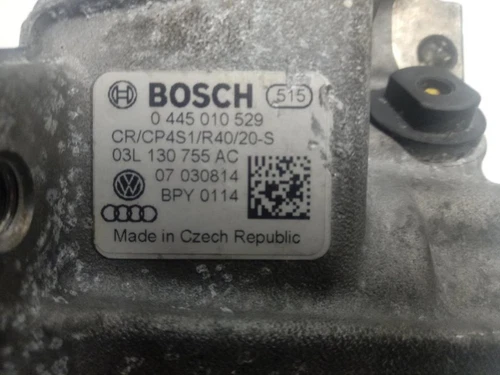 BOSCH 515
0 445 010 529
CR/CP4S1/R40/20-S
03L 130 755 AC
07 030814
BPY 0114
Made in Czech Republic